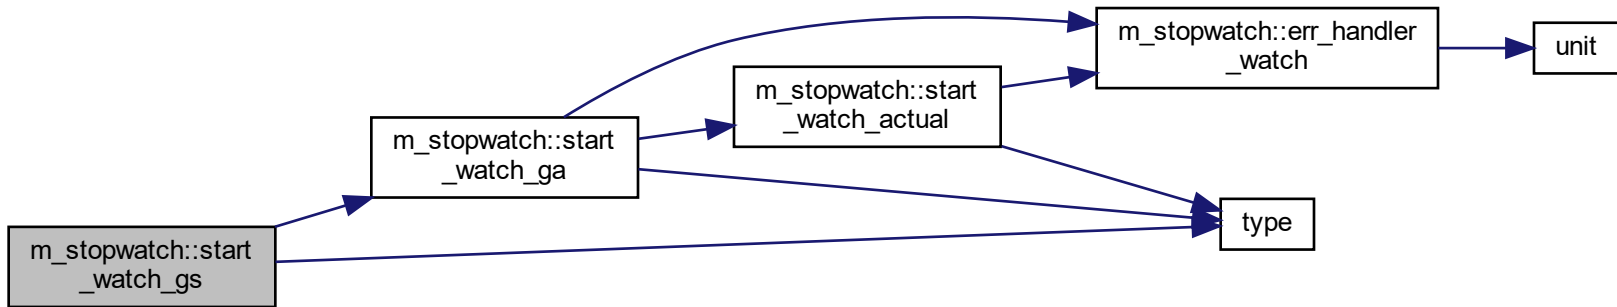 m_stopwatch::start
_watch_gs
m_stopwatch::start
_watch_ga
m_stopwatch::start
_watch_actual
m_stopwatch::err_handler
_watch
unit
type